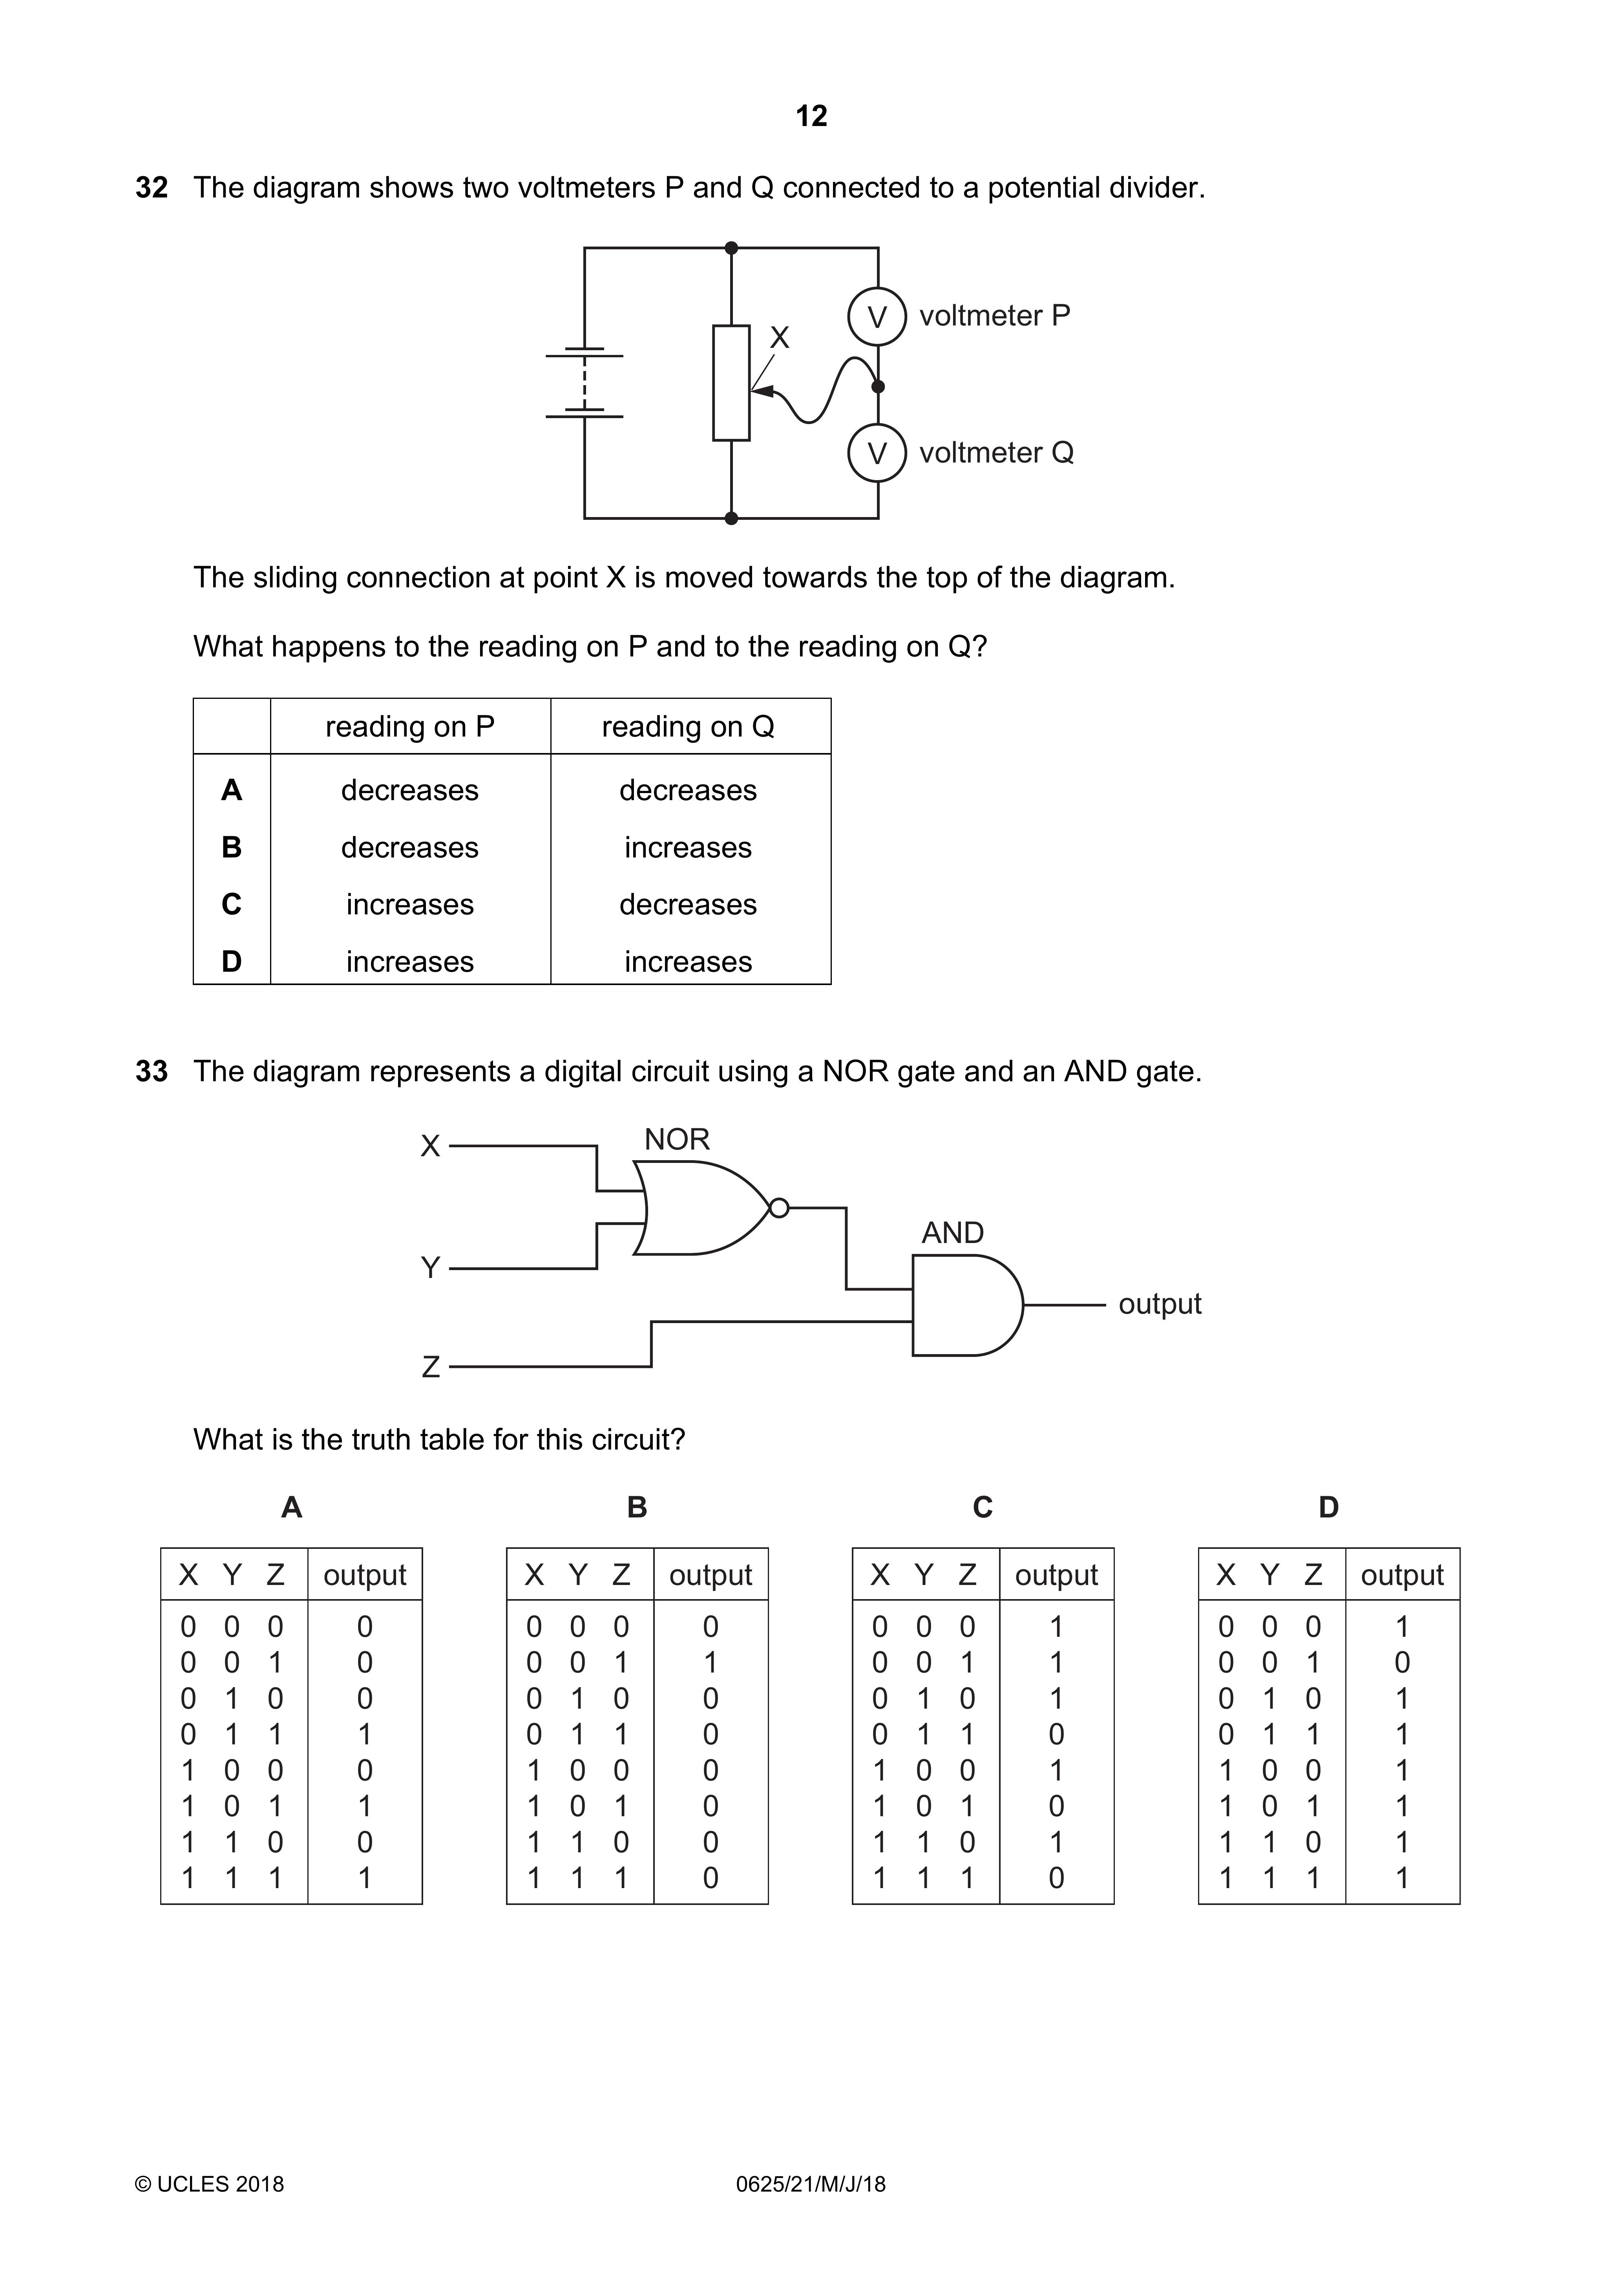 12
32 The diagram shows two voltmeters P and Q connected to a potential divider.
V voltmeter P
X
V voltmeter Q
The sliding connection at point X is moved towards the top of the diagram.
What happens to the reading on P and to the reading on Q?
reading on P reading on Q
A decreases decreases
B decreases increases
C increases decreases
D increases increases
33 The diagram represents a digital circuit using a NOR gate and an AND gate.
X NOR
AND
Y
output
Z
What is the truth table for this circuit?
A B C D
X Y Z output X Y Z output X Y Z output X Y Z output
0 0 0 0 0 0 0 0 0 0 0 1 0 0 0 1
0 0 1 0 0 0 1 1 0 0 1 1 0 0 1 0
0 1 0 0 0 1 0 0 0 1 0 1 0 1 0 1
0 1 1 1 0 1 1 0 0 1 1 0 0 1 1 1
1 0 0 0 1 0 0 0 1 0 0 1 1 0 0 1
1 0 1 1 1 0 1 0 1 0 1 0 1 0 1 1
1 1 0 0 1 1 0 0 1 1 0 1 1 1 0 1
1 1 1 1 1 1 1 0 1 1 1 0 1 1 1 1
© UCLES 2018 0625/21/M/J/18